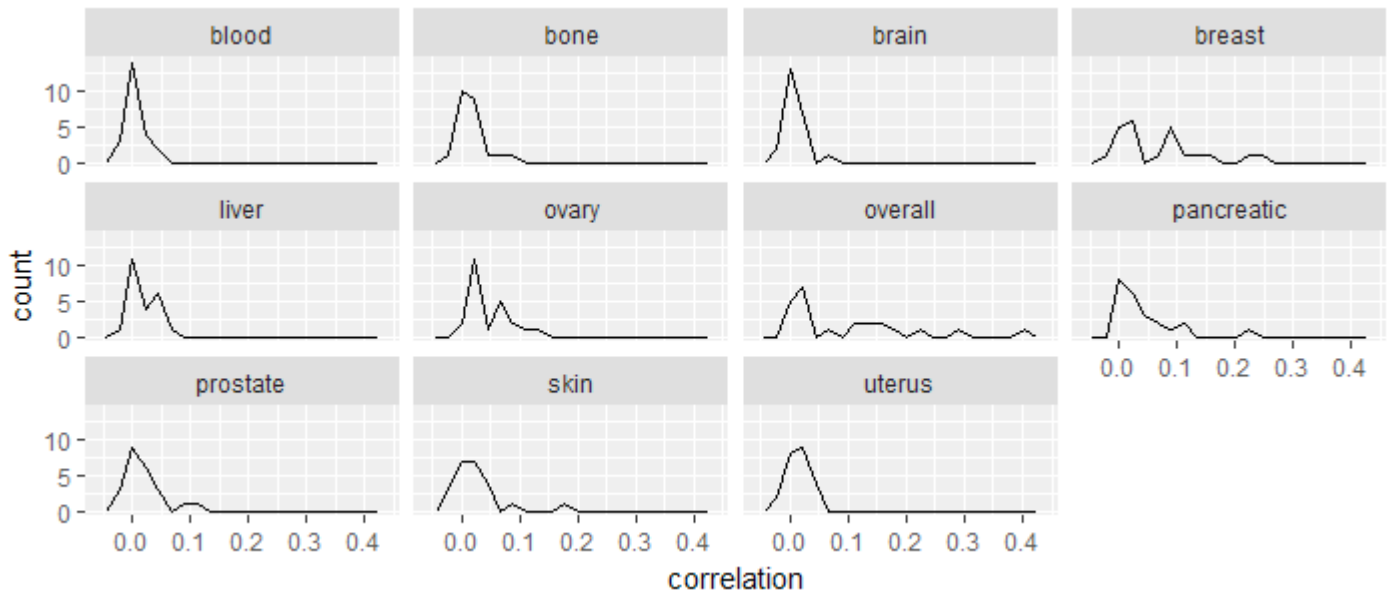 blood bone brain breast
10
5
0
liver ovary overall pancreatic
10
5
0
0.0 0.1 0.2 0.3 0.4
prostate skin uterus
10
5
0
0.0 0.1 0.2 0.3 0.4 0.0 0.1 0.2 0.3 0.4 0.0 0.1 0.2 0.3 0.4
count
correlation